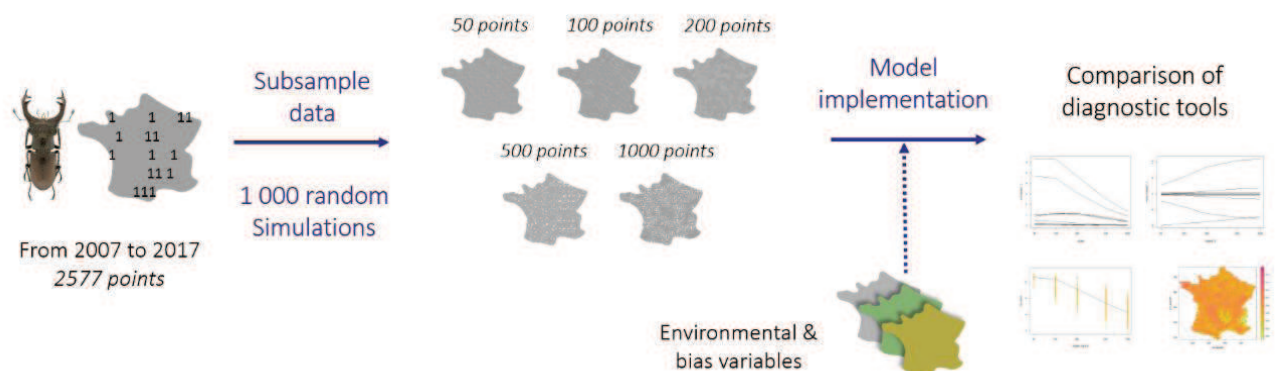 1 1 11
1 11
1 1 1
11 1
111
From 2007 to 2017
2577 points
Subsample
data
1 000 random
Simulations
50 points
100 points
200 points
500 points
1000 points
Model
implementation
Environmental &
bias variables
Comparison of
diagnostic tools